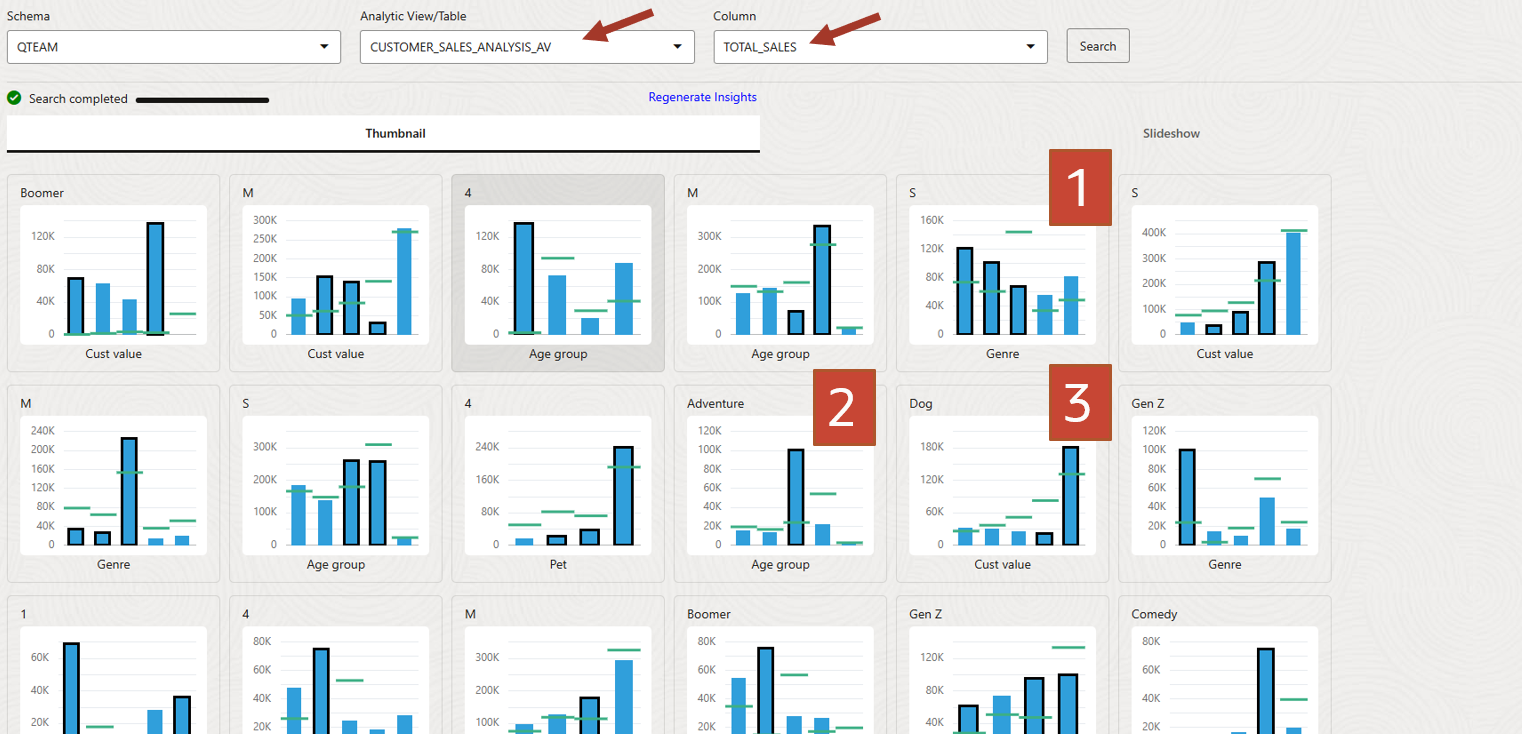 Schema
Analytic View/Table
Column
QTEAM
CUSTOMER_SALES_ANALYSIS_AV
TOTAL_SALES
Search
Search completed
Regenerate Insights
Thumbnail
Slideshow
Boomer
120K
80K
40K
0
Cust value
M
300K
250K
200K
150K
100K
50K
0
Cust value
4
120K
80K
40K
0
Age group
M
300K
200K
100K
0
Age group
S
1
160K
120K
80K
40K
0
Genre
S
400K
300K
200K
100K
0
Cust value
M
240K
200K
160K
120K
80K
40K
0
Genre
S
300K
200K
100K
0
Age group
4
240K
160K
80K
0
Pet
Adventure
2
120K
100K
80K
60K
40K
20K
0
Age group
Dog
3
180K
120K
60K
0
Cust value
Gen Z
120K
100K
80K
60K
40K
20K
0
Genre
1
60K
40K
20K
4
80K
60K
40K
20K
M
300K
200K
100K
Boomer
80K
60K
40K
20K
Gen Z
120K
80K
40K
Comedy
80K
60K
40K
20K